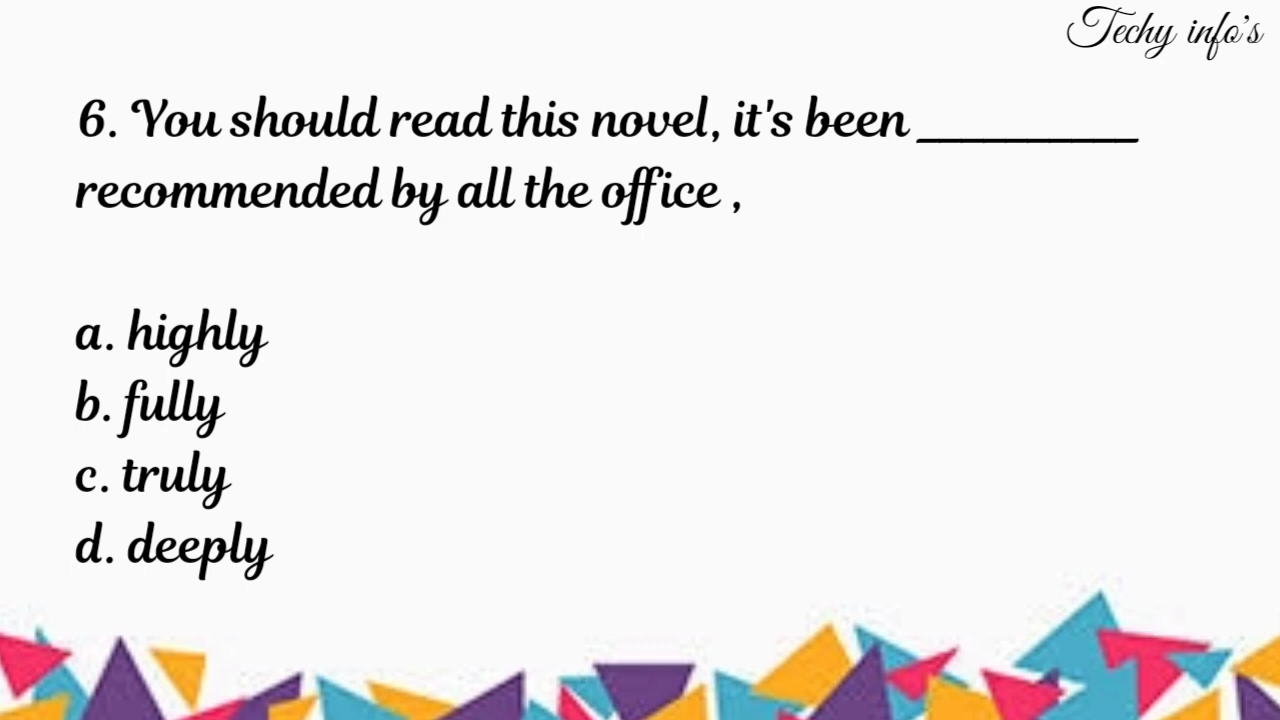 Techy info's
6. You should read this novel, it's been __________
recommended by all the office ,
a. highly
b. fully
c. truly
d. deeply